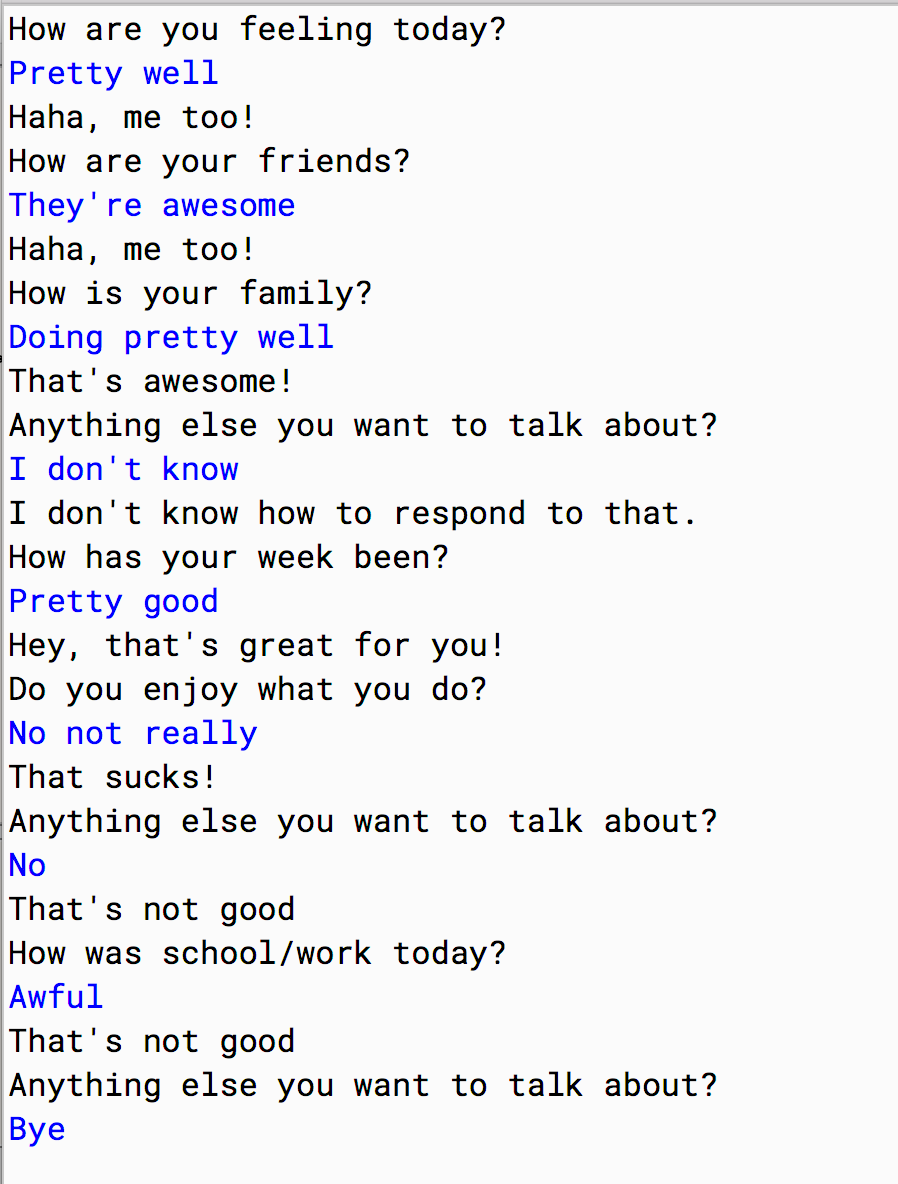 How are you feeling today?
Pretty well
Haha, me too!
How are your friends?
They're awesome
Haha, me too!
How is your family?
Doing pretty well
That's awesome!
Anything else you want to talk about?
I don't know
I don't know how to respond to that.
How has your week been?
Pretty good
Hey, that's great for you!
Do you enjoy what you do?
No not really
That sucks!
Anything else you want to talk about?
No
That's not good
How was school/work today?
Awful
That's not good
Anything else you want to talk about?
Bye